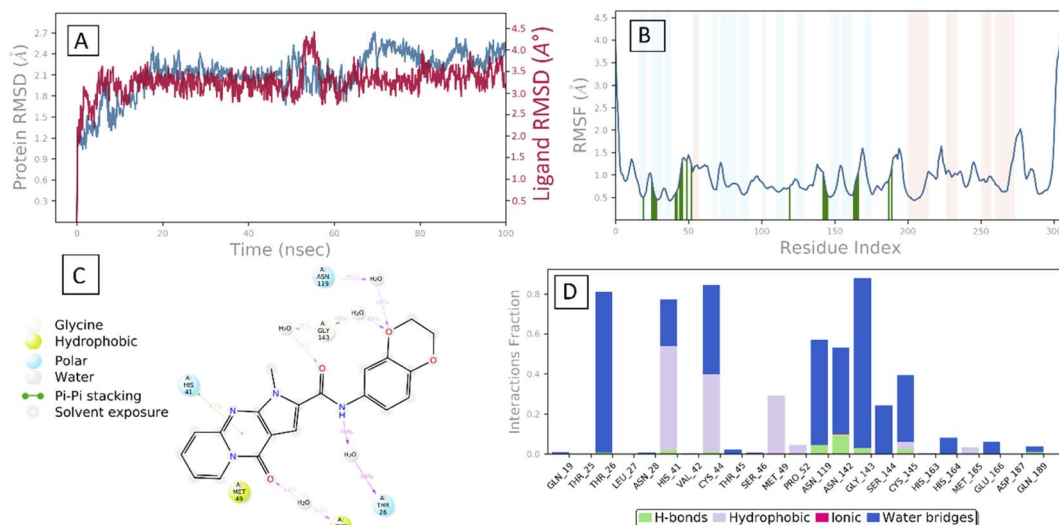 A
Protein RMSD (Å)
2.7
2.4
2.1
1.8
1.5
1.2
0.9
0.6
0.3
0
20
40
60
80
100
Time (nsec)
4.5
4.0
3.5
3.0
2.5
2.0
1.5
1.0
0.5
0.0
Ligand RMSD (A°)
B
RMSF (Å)
4.5
4.0
3.5
3.0
2.5
2.0
1.5
1.0
0.5
0
50
100
150
200
250
300
Residue Index
C
Glycine
Hydrophobic
Polar
Water
Pi-Pi stacking
Solvent exposure
A:
ASN
119
H₂O
H₂O
A:
GLY
143
H₂O
A:
HIS
41
N
N
N
O
O
O
O
N
H
H₂O
A:
MET
49
H₂O
A:
A:
THR
26
D
Interactions Fraction
0.8
0.6
0.4
0.2
0.0
GLN_19
THR_25
THR_26
LEU_27
ASN_28
HIS_41
VAL_42
CYS_44
THR_45
SER_46
MET_49
PRO_52
ASN_119
ASN_142
GLY_143
SER_144
CYS_145
HIS_163
HIS_164
MET_165
GLU_166
ASP_187
GLN_189
H-bonds
Hydrophobic
Ionic
Water bridges